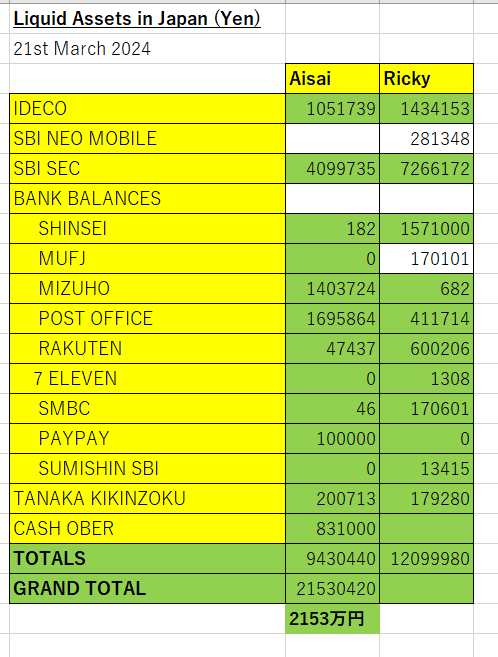 Liquid Assets in Japan (Yen)
21st March 2024
Aisai Ricky
IDECO 1051739 1434153
SBI NEO MOBILE 281348
SBI SEC 4099735 7266172
BANK BALANCES
SHINSEI 182 1571000
MUFJ 0 170101
MIZUHO 1403724 682
POST OFFICE 1695864 411714
RAKUTEN 47437 600206
7 ELEVEN 0 1308
SMBC 46 170601
PAYPAY 100000 0
SUMISHIN SBI 0 13415
TANAKA KIKINZOKU 200713 179280
CASH OBER 831000
TOTALS 9430440 12099980
GRAND TOTAL 21530420
2153万円